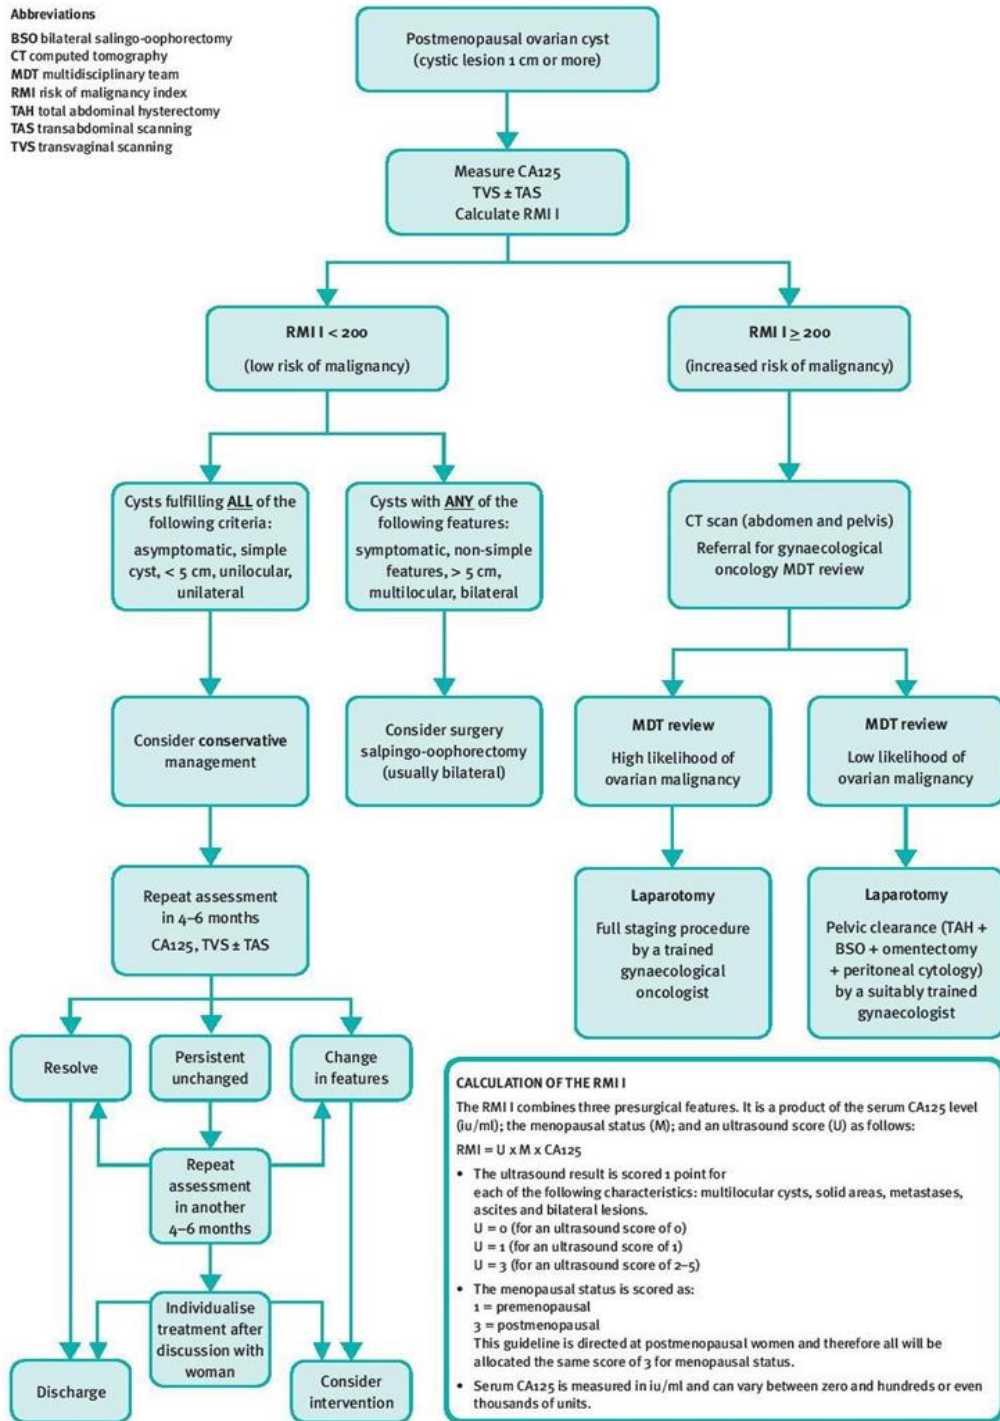 Abbreviations
BSO bilateral salingo-oophorectomy
CT computed tomography
MDT multidisciplinary team
RMI risk of malignancy index
TAH total abdominal hysterectomy
TAS transabdominal scanning
TVS transvaginal scanning
Postmenopausal ovarian cyst
(cystic lesion 1 cm or more)
Measure CA125
TVS ± TAS
Calculate RMI I
RMI I < 200
(low risk of malignancy)
RMI I ≥ 200
(increased risk of malignancy)
Cysts fulfilling ALL of the
following criteria:
asymptomatic, simple
cyst, < 5 cm, unilocular,
unilateral
Cysts with ANY of the
following features:
symptomatic, non-simple
features, > 5 cm,
multilocular, bilateral
CT scan (abdomen and pelvis)
Referral for gynaecological
oncology MDT review
Consider conservative
management
Consider surgery
salpingo-oophorectomy
(usually bilateral)
MDT review
High likelihood of
ovarian malignancy
MDT review
Low likelihood of
ovarian malignancy
Repeat assessment
in 4–6 months
CA125, TVS ± TAS
Laparotomy
Full staging procedure
by a trained
gynaecological
oncologist
Laparotomy
Pelvic clearance (TAH +
BSO + omentectomy
+ peritoneal cytology)
by a suitably trained
gynaecologist
Resolve
Persistent
unchanged
Change
in features
Repeat
assessment
in another
4–6 months
Individualise
treatment after
discussion with
woman
Discharge
Consider
intervention
CALCULATION OF THE RMI I
The RMI I combines three presurgical features. It is a product of the serum CA125 level
(iu/ml); the menopausal status (M); and an ultrasound score (U) as follows:
RMI = U x M x CA125
• The ultrasound result is scored 1 point for
each of the following characteristics: multilocular cysts, solid areas, metastases,
ascites and bilateral lesions.
U = 0 (for an ultrasound score of 0)
U = 1 (for an ultrasound score of 1)
U = 3 (for an ultrasound score of 2–5)
• The menopausal status is scored as:
1 = premenopausal
3 = postmenopausal
This guideline is directed at postmenopausal women and therefore all will be
allocated the same score of 3 for menopausal status.
• Serum CA125 is measured in iu/ml and can vary between zero and hundreds or even
thousands of units.